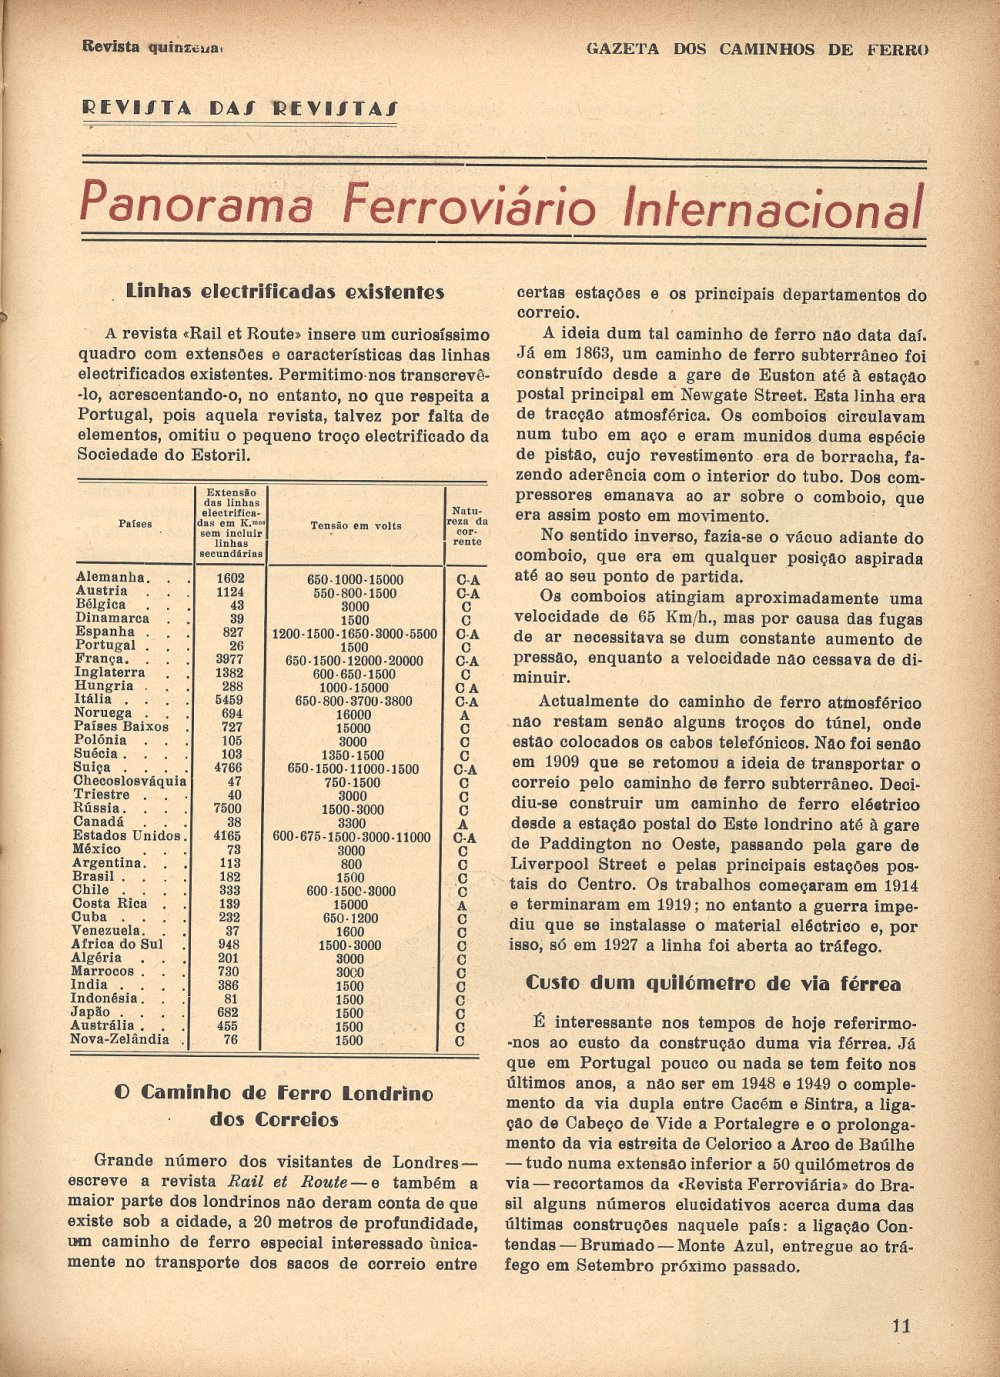 Revista quinzenal
GAZETA DOS CAMINHOS DE FERRO
REVISTA DAS REVISTAS
Panorama Ferroviário Internacional
Linhas electrificadas existentes
A revista «Rail et Route» insere um curiosíssimo
quadro com extensões e características das linhas
electrificados existentes. Permitimo-nos transcrevê-
-lo, acrescentando-o, no entanto, no que respeita a
Portugal, pois aquela revista, talvez por falta de
elementos, omitiu o pequeno troço electrificado da
Sociedade do Estoril.
Países | Extensão das linhas electrifica-das em K.mos sem incluir linhas secundárias | Tensão em volts | Natu-reza da cor-rente
Alemanha. . . 1602 650-1000-15000 C-A
Austria . . . 1124 550-800-1500 C-A
Bélgica . . . 43 3000 C
Dinamarca . . 39 1500 C
Espanha . . . 827 1200-1500-1650-3000-5500 C-A
Portugal . . . 26 1500 C
França. . . . 3977 650-1500-12000-20000 C-A
Inglaterra . . 1382 600-650-1500 C
Hungria . . . 288 1000-15000 C A
Itália . . . . 5459 650-800-3700-3800 C-A
Noruega . . . 694 16000 A
Países Baixos . 727 15000 C
Polónia . . . 105 3000 C
Suécia . . . . 103 1350-1500 C
Suíça . . . . 4766 650-1500-11000-1500 C-A
Checoslosváquia 47 750-1500 C
Triestre . . . 40 3000 C
Rússia. . . . 7500 1500-3000 C
Canadá . . . 38 3300 A
Estados Unidos. 4165 600-675-1500-3000-11000 C-A
México . . . 73 3000 C
Argentina. . . 113 800 C
Brasil . . . . 182 1500 C
Chile . . . . 333 600-1500-3000 C
Costa Rica . . 139 15000 A
Cuba . . . . 232 650-1200 C
Venezuela. . . 37 1600 C
Africa do Sul . 948 1500-3000 C
Algéria . . . 201 3000 C
Marrocos . . . 730 3000 C
India . . . . 386 1500 C
Indonésia. . . 81 1500 C
Japão . . . . 682 1500 C
Austrália . . . 455 1500 C
Nova-Zelândia . 76 1500 C
O Caminho de Ferro Londrino
dos Correios
Grande número dos visitantes de Londres —
escreve a revista Rail et Route — e também a
maior parte dos londrinos não deram conta de que
existe sob a cidade, a 20 metros de profundidade,
um caminho de ferro especial interessado ùnica-
mente no transporte dos sacos de correio entre
certas estações e os principais departamentos do
correio.
A ideia dum tal caminho de ferro não data daí.
Já em 1863, um caminho de ferro subterrâneo foi
construído desde a gare de Euston até à estação
postal principal em Newgate Street. Esta linha era
de tracção atmosférica. Os comboios circulavam
num tubo em aço e eram munidos duma espécie
de pistão, cujo revestimento era de borracha, fa-
zendo aderência com o interior do tubo. Dos com-
pressores emanava ao ar sobre o comboio, que
era assim posto em movimento.
No sentido inverso, fazia-se o vácuo adiante do
comboio, que era em qualquer posição aspirada
até ao seu ponto de partida.
Os comboios atingiam aproximadamente uma
velocidade de 65 Km/h., mas por causa das fugas
de ar necessitava-se dum constante aumento de
pressão, enquanto a velocidade não cessava de di-
minuir.
Actualmente do caminho de ferro atmosférico
não restam senão alguns troços do túnel, onde
estão colocados os cabos telefónicos. Não foi senão
em 1909 que se retomou a ideia de transportar o
correio pelo caminho de ferro subterrâneo. Deci-
diu-se construir um caminho de ferro eléctrico
desde a estação postal do Este londrino até à gare
de Paddington no Oeste, passando pela gare de
Liverpool Street e pelas principais estações pos-
tais do Centro. Os trabalhos começaram em 1914
e terminaram em 1919; no entanto a guerra impe-
diu que se instalasse o material eléctrico e, por
isso, só em 1927 a linha foi aberta ao tráfego.
Custo dum quilómetro de via férrea
É interessante nos tempos de hoje referirmo-
-nos ao custo da construção duma via férrea. Já
que em Portugal pouco ou nada se tem feito nos
últimos anos, a não ser em 1948 e 1949 o comple-
mento da via dupla entre Cacém e Sintra, a liga-
ção de Cabeço de Vide a Portalegre e o prolonga-
mento da via estreita de Celorico a Arco de Baúlhe
— tudo numa extensão inferior a 50 quilómetros de
via — recortamos da «Revista Ferroviária» do Bra-
sil alguns números elucidativos acerca duma das
últimas construções naquele país: a ligação Con-
tendas — Brumado — Monte Azul, entregue ao trá-
fego em Setembro próximo passado.
11